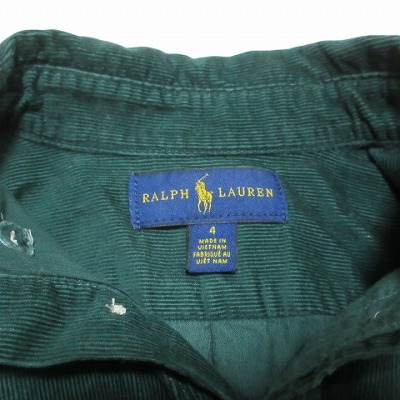 RALPH LAUREN
4
MADE IN
VIETNAM
FABRIQUÉ AU
VIÊT NAM